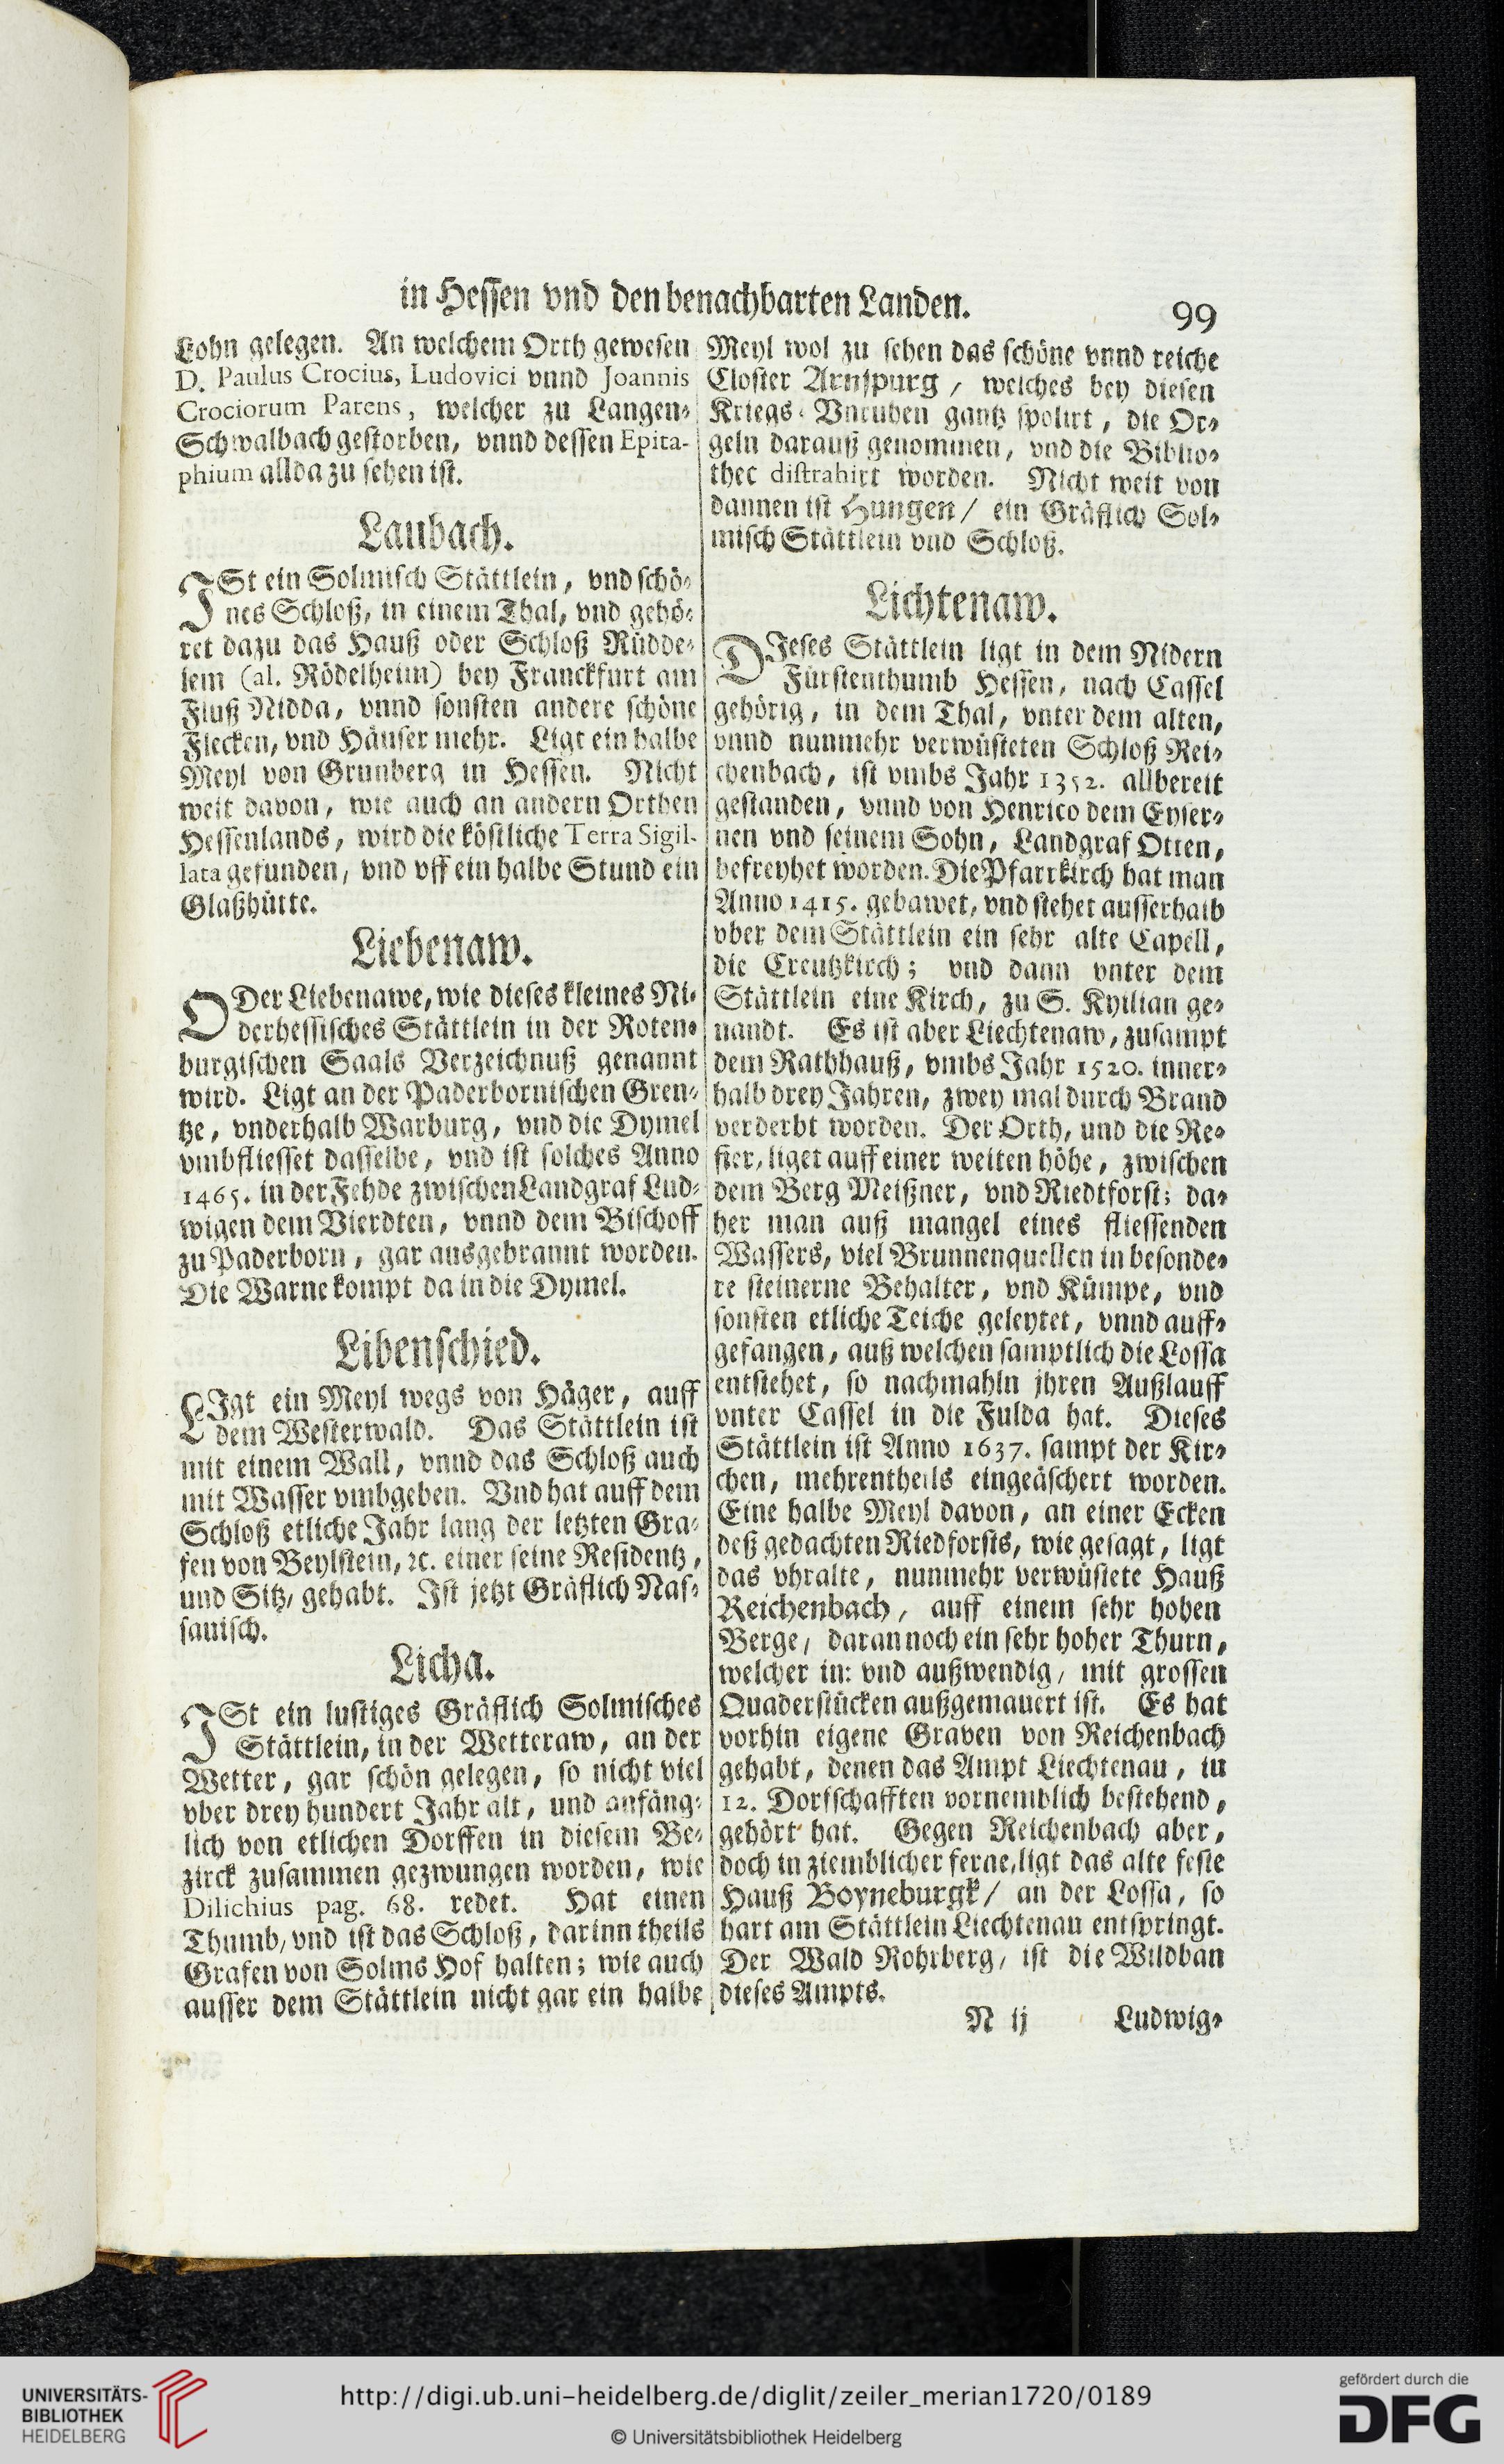 in Hessen vnd den benachbarten Landen.
99
Lohn gelegen. An welchem Orth gewesen
D. Paulus Crocius, Ludovici vnnd Joannis
Crociorum Parens, welcher zu Langen-
Schwalbach gestorben, vnnd dessen Epita-
phium allda zu sehen ist.
Laubach.
ISt ein Solmisch Stättlein, vnd schö-
nes Schloß, in einem Thal, vnd gehö-
ret dazu das Hauß oder Schloß Rüdde-
lem (al. Rödelheim) bey Franckfurt am
Fluß Nidda, vnnd sonsten andere schöne
Flecken, vnd Häuser mehr. Ligt ein halbe
Meyl von Grunberg in Hessen. Nicht
weit davon, wie auch an andern Orthen
Hessenlands, wird die köstliche Terra Sigil-
lata gefunden, vnd vff ein halbe Stund ein
Glaßhütte.
Liebenaw.
ODer Liebenawe, wie dieses kleines Ni-
derhessisches Stättlein in der Roten-
burgischen Saals Verzeichnuß genannt
wird. Ligt an der Paderbornischen Gren-
tze, vnderhalb Warburg, vnd die Dymel
vmbfliesset dasselbe, vnd ist solches Anno
1465. in der Fehde zwischen Landgraf Lud-
wigen dem Vierdten, vnnd dem Bischoff
zu Paderborn, gar ausgebrannt worden.
Die Warne kompt da in die Dymel.
Libenschied.
LIgt ein Meyl wegs von Häger, auff
dem Westerwald. Das Stättlein ist
mit einem Wall, vnnd das Schloß auch
mit Wasser vmbgeben. Vnd hat auff dem
Schloß etliche Jahr lang der letzten Gra-
fen von Beylstein, ꝛc. einer seine Residentz,
und Sitz, gehabt. Ist jetzt Gräflich Nas-
sauisch.
Licha.
ISt ein lustiges Gräflich Solmisches
Stättlein, in der Wetteraw, an der
Wetter, gar schön gelegen, so nicht viel
vber drey hundert Jahr alt, und anfäng-
lich von etlichen Dorffen in diesem Be-
zirck zusammen gezwungen worden, wie
Dilichius pag. 68. redet. Hat einen
Thumb, vnd ist das Schloß, darinn theils
Grafen von Solms Hof halten; wie auch
ausser dem Stättlein nicht gar ein halbe
Meyl wol zu sehen das schöne vnnd reiche
Closter Arnspurg / welches bey diesen
Kriegs-Vnruhen gantz spolirt, die Or-
geln darauß genommen, vnd die Biblio-
thec distrahirt worden. Nicht weit von
dannen ist Hungen / ein Gräflich Sol-
misch Stättlein vnd Schloß.
Lichtenaw.
DIeses Stättlein ligt in dem Nidern
Fürstenthumb Hessen, nach Cassel
gehörig, in dem Thal, vnter dem alten,
vnnd nunmehr verwüsteten Schloß Rei-
chenbach, ist vmbs Jahr 1352. allbereit
gestanden, vnnd von Henrico dem Eyser-
nen vnd seinem Sohn, Landgraf Otten,
befreyhet worden. Die Pfarrkirch hat man
Anno 1415. gebawet, vnd stehet ausserhalb
vber dem Stättlein ein sehr alte Capell,
die Creutzkirch; vnd dann vnter dem
Stättlein eine Kirch, zu S. Kyilian ge-
nandt. Es ist aber Liechtenaw, zusampt
dem Rathhauß, vmbs Jahr 1520. inner-
halb drey Jahren, zwey mal durch Brand
verderbt worden. Der Orth, und die Re-
fier, liget auff einer weiten höhe, zwischen
dem Berg Meißner, vnd Riedtforst; da-
her man auß mangel eines fliessenden
Wassers, viel Brunnenquellen in besonde-
re steinerne Behalter, vnd Kümpe, vnd
sonsten etliche Teiche geleytet, vnnd auff-
gefangen, auß welchen samptlich die Lossa
entstehet, so nachmahln jhren Außlauff
vnter Cassel in die Fulda hat. Dieses
Stättlein ist Anno 1637. sampt der Kir-
chen, mehrentheils eingeäschert worden.
Eine halbe Meyl davon, an einer Ecken
deß gedachten Riedforsts, wie gesagt, ligt
das vhralte, nunmehr verwüstete Hauß
Reichenbach, auff einem sehr hohen
Berge, daran noch ein sehr hoher Thurn,
welcher in: vnd außwendig, mit grossen
Quaderstücken außgemauert ist. Es hat
vorhin eigene Graven von Reichenbach
gehabt, denen das Ampt Liechtenau, in
12. Dorfschafften vornemblich bestehend,
gehört hat. Gegen Reichenbach aber,
doch in ziemblicher ferne, ligt das alte feste
Hauß Boyneburgk / an der Lossa, so
hart am Stättlein Liechtenau entspringt.
Der Wald Rohrberg, ist die Wildban
dieses Ampts.
N ij
Ludwig-
UNIVERSITÄTS-
BIBLIOTHEK
HEIDELBERG
http://digi.ub.uni-heidelberg.de/diglit/zeiler_merian1720/0189
© Universitätsbibliothek Heidelberg
gefördert durch die
DFG